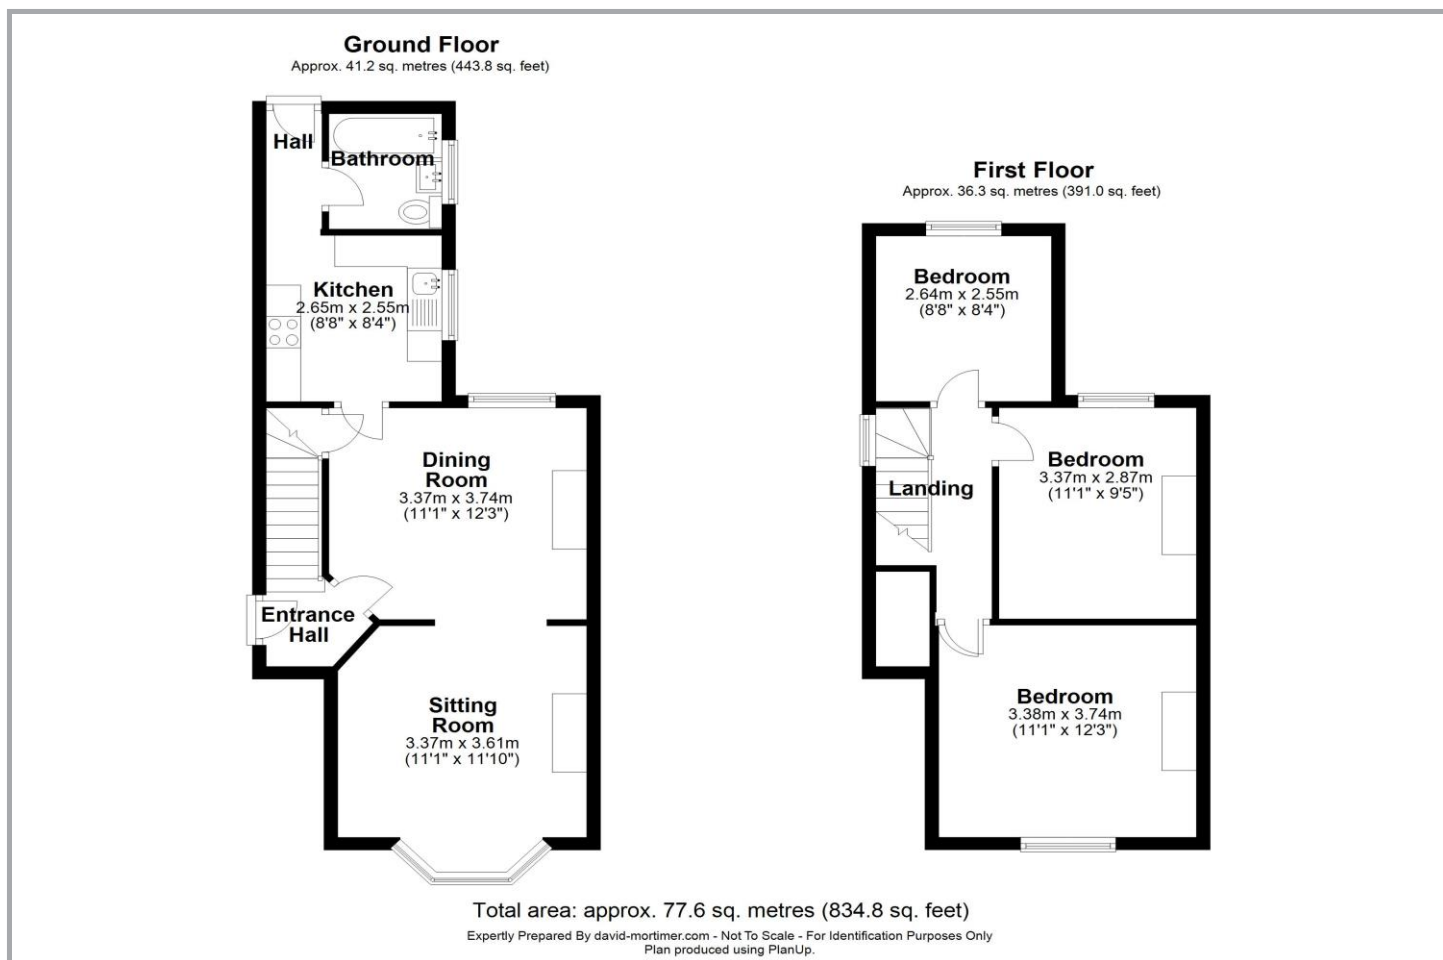 Ground Floor
Approx. 41.2 sq. metres (443.8 sq. feet)
Hall
Bathroom
Kitchen
2.65m x 2.55m
(8'8" x 8'4")
Dining
Room
3.37m x 3.74m
(11'1" x 12'3")
Entrance
Hall
Sitting
Room
3.37m x 3.61m
(11'1" x 11'10")
First Floor
Approx. 36.3 sq. metres (391.0 sq. feet)
Bedroom
2.64m x 2.55m
(8'8" x 8'4")
Bedroom
3.37m x 2.87m
(11'1" x 9'5")
Landing
Bedroom
3.38m x 3.74m
(11'1" x 12'3")
Total area: approx. 77.6 sq. metres (834.8 sq. feet)
Expertly Prepared By david-mortimer.com - Not To Scale - For Identification Purposes Only
Plan produced using PlanUp.